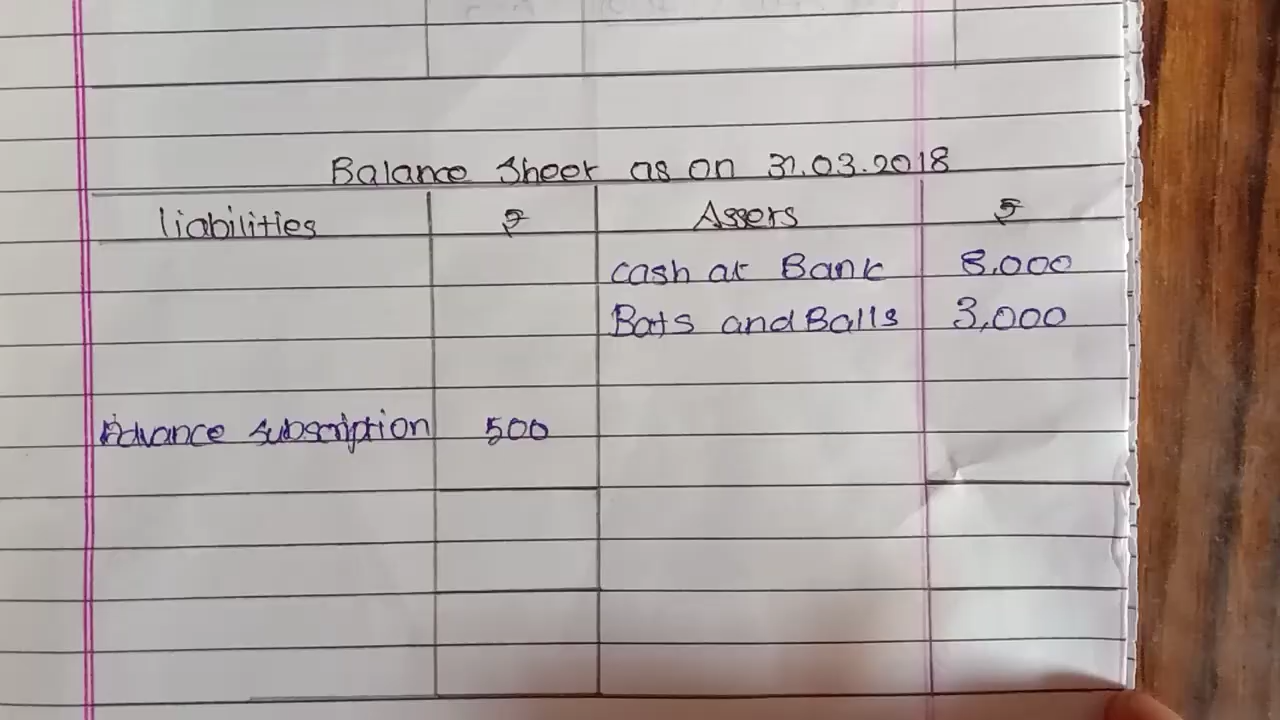 Balance Sheet as on 31.03.2018
Liabilities ₹ Assets ₹
cash at Bank 8,000
Bats and Balls 3,000
Advance subscription 500